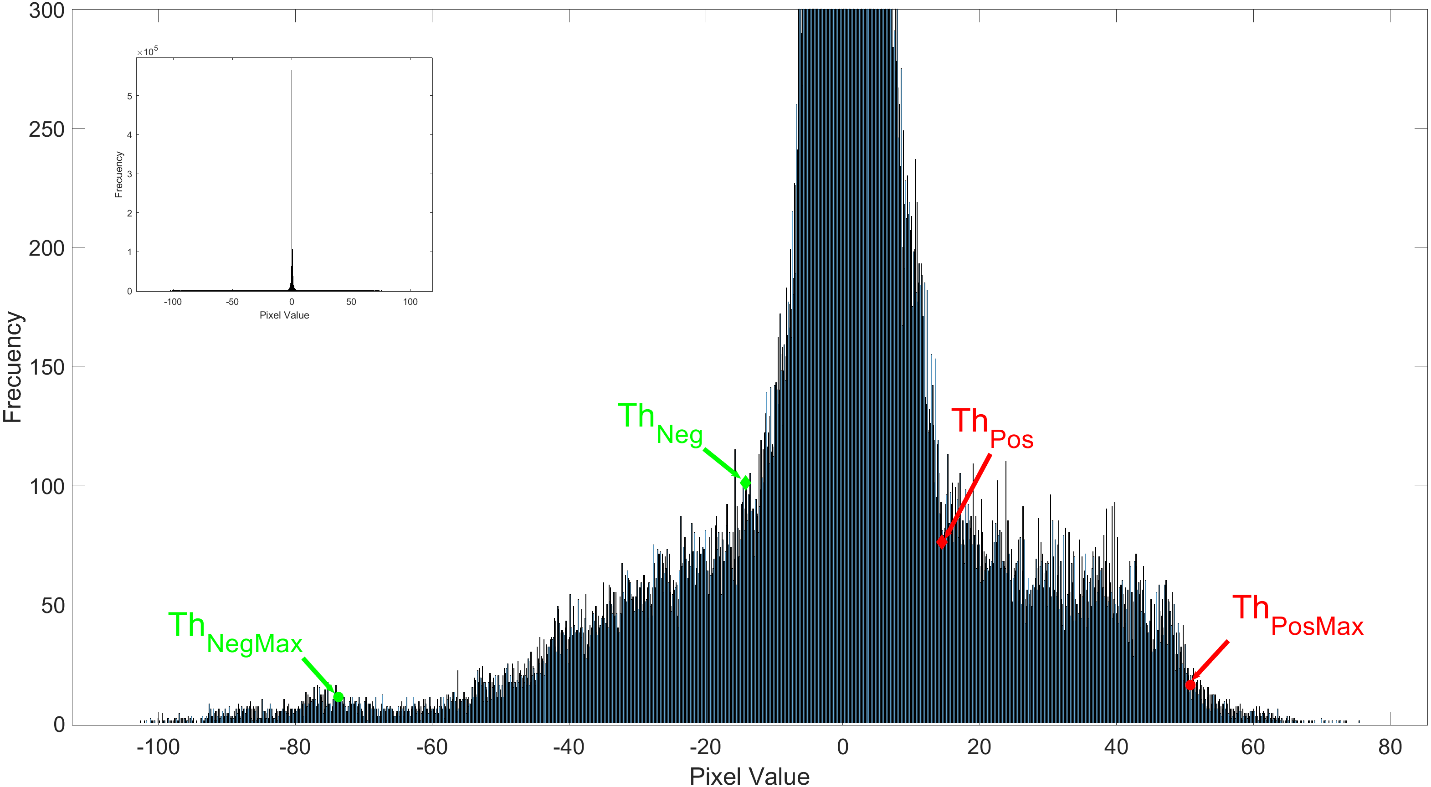 300
250
200
150
100
50
0
Frecuency
×10⁵
5
4
3
2
1
0
Frecuency
-100 -50 0 50 100
Pixel Value
Th_Neg
Th_Pos
Th_NegMax
Th_PosMax
-100 -80 -60 -40 -20 0 20 40 60 80
Pixel Value